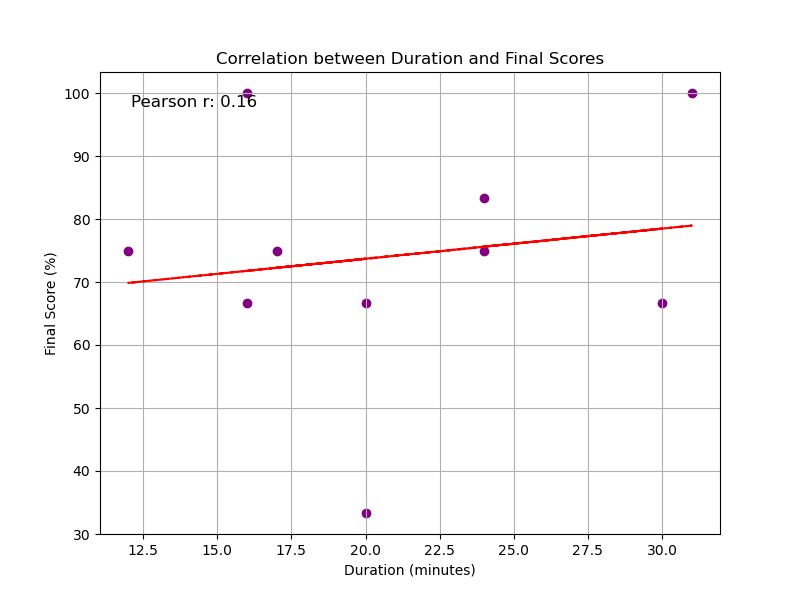 Correlation between Duration and Final Scores
Pearson r: 0.16
100
90
80
70
60
50
40
30
Final Score (%)
12.5 15.0 17.5 20.0 22.5 25.0 27.5 30.0
Duration (minutes)